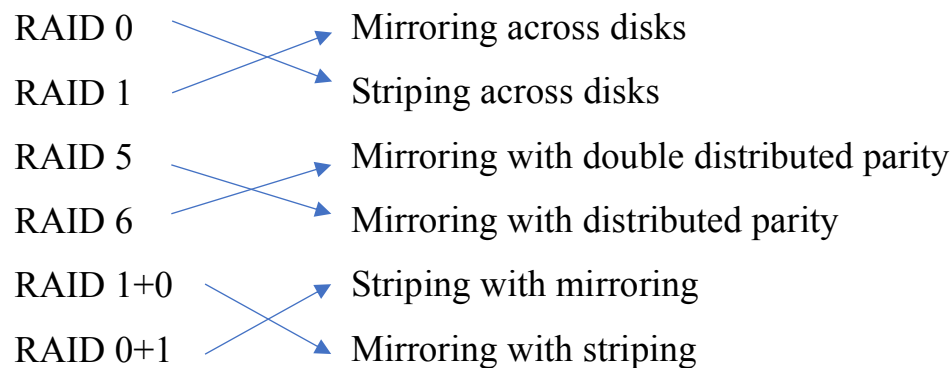 RAID 0 Mirroring across disks
RAID 1 Striping across disks
RAID 5 Mirroring with double distributed parity
RAID 6 Mirroring with distributed parity
RAID 1+0 Striping with mirroring
RAID 0+1 Mirroring with striping